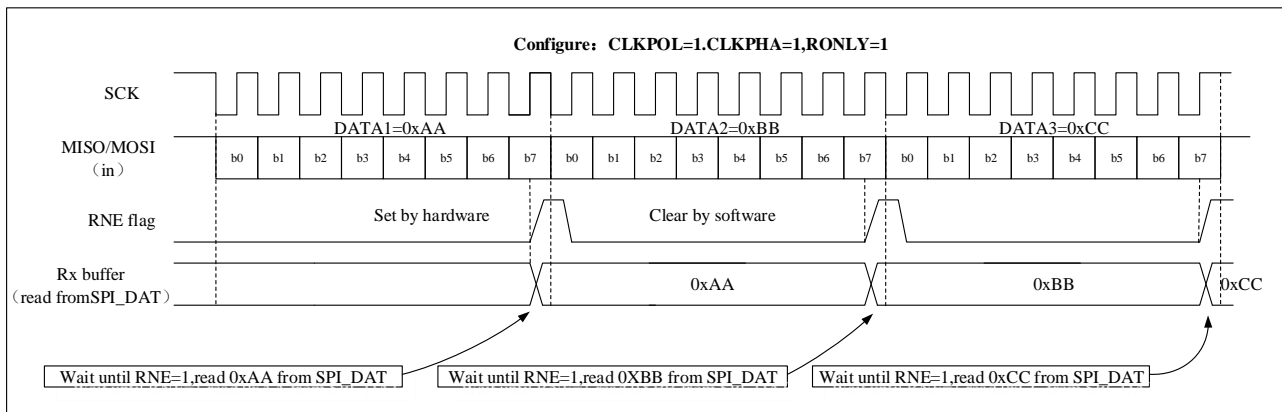 Configure：CLKPOL=1.CLKPHA=1,RONLY=1
SCK
DATA1=0xAA DATA2=0xBB DATA3=0xCC
MISO/MOSI
（in）
b0 b1 b2 b3 b4 b5 b6 b7 b0 b1 b2 b3 b4 b5 b6 b7 b0 b1 b2 b3 b4 b5 b6 b7
RNE flag
Set by hardware Clear by software
Rx buffer
（read fromSPI_DAT）
0xAA 0xBB 0xCC
Wait until RNE=1,read 0xAA from SPI_DAT
Wait until RNE=1,read 0XBB from SPI_DAT
Wait until RNE=1,read 0xCC from SPI_DAT